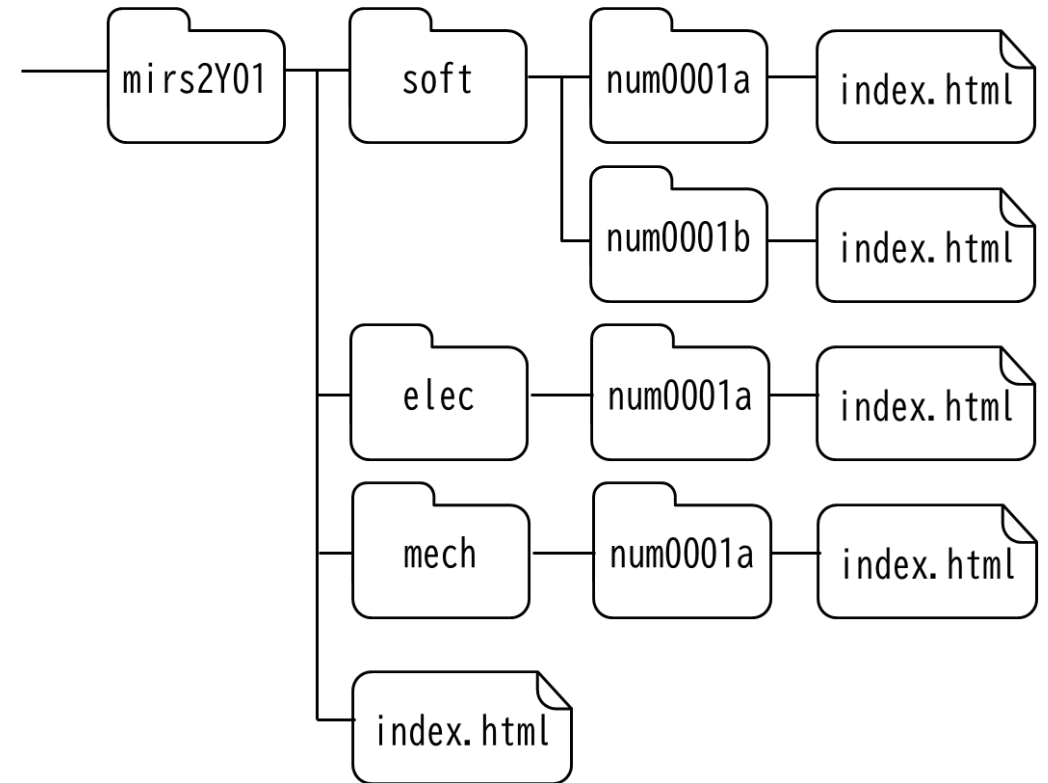 mirs2Y01
soft
num0001a
index.html
num0001b
index.html
elec
num0001a
index.html
mech
num0001a
index.html
index.html